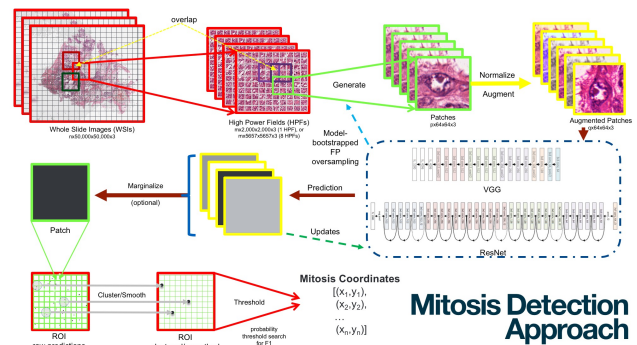 overlap
Whole Slide Images (WSIs)
nx50,000x50,000x3
High Power Fields (HPFs)
mx2,000x2,000x3 (1 HPF), or
mx5657x5657x3 (8 HPFs)
Generate
Patches
px64x64x3
Normalize
Augment
Augmented Patches
qx64x64x3
Model-
bootstrapped
FP
oversampling
VGG
ResNet
Prediction
Updates
Marginalize
(optional)
Patch
ROI
Cluster/Smooth
ROI
Threshold
probability
threshold search
for F1
Mitosis Coordinates
[(x1,y1),
(x2,y2),
...
(xn,yn)]
Mitosis Detection
Approach